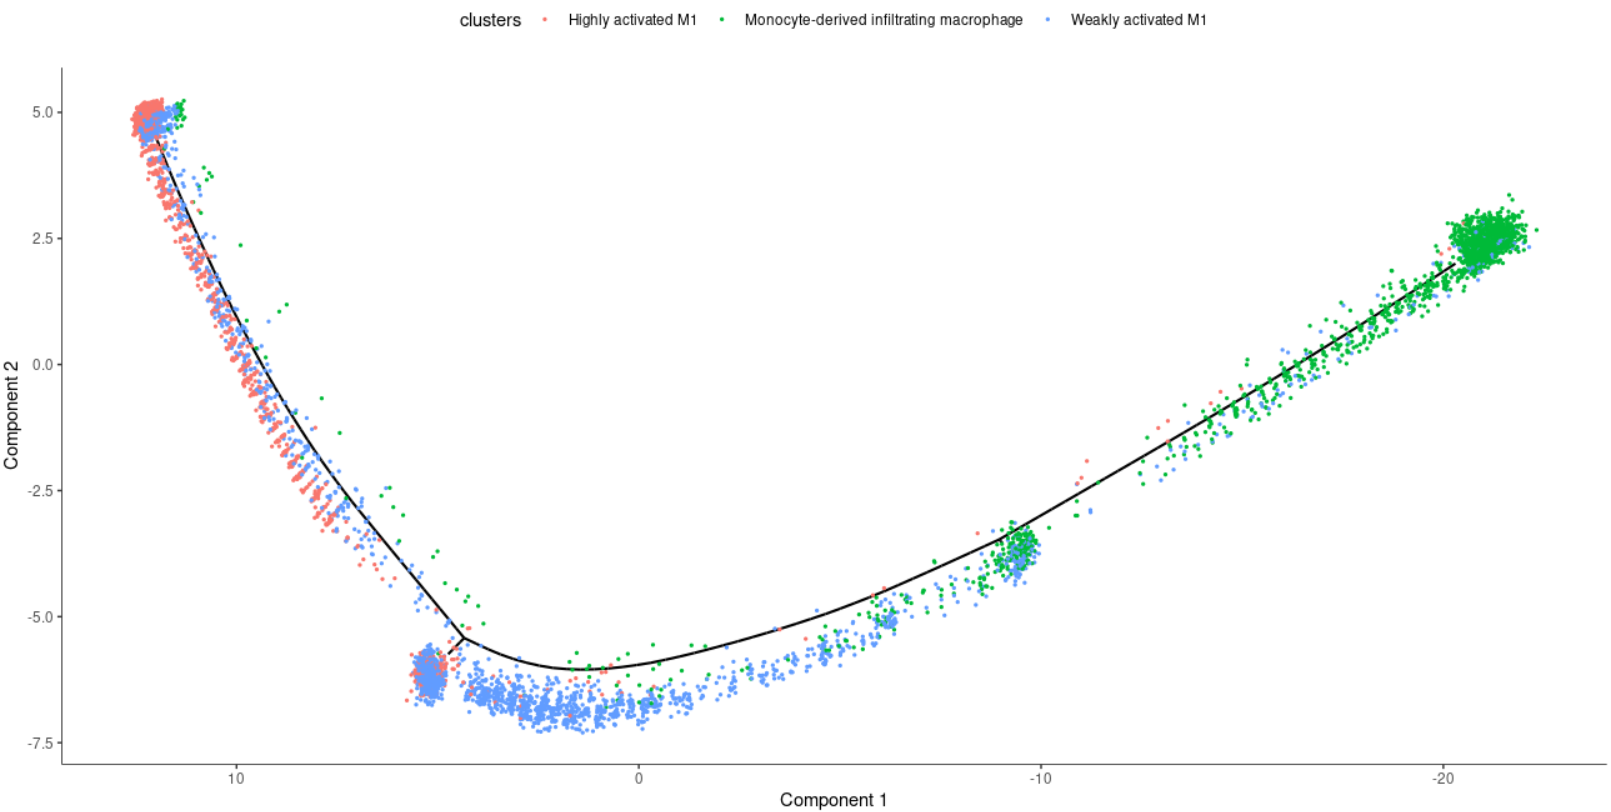 clusters Highly activated M1 Monocyte-derived infiltrating macrophage Weakly activated M1
5.0
2.5
0.0
-2.5
-5.0
-7.5
Component 2
10 0 -10 -20
Component 1